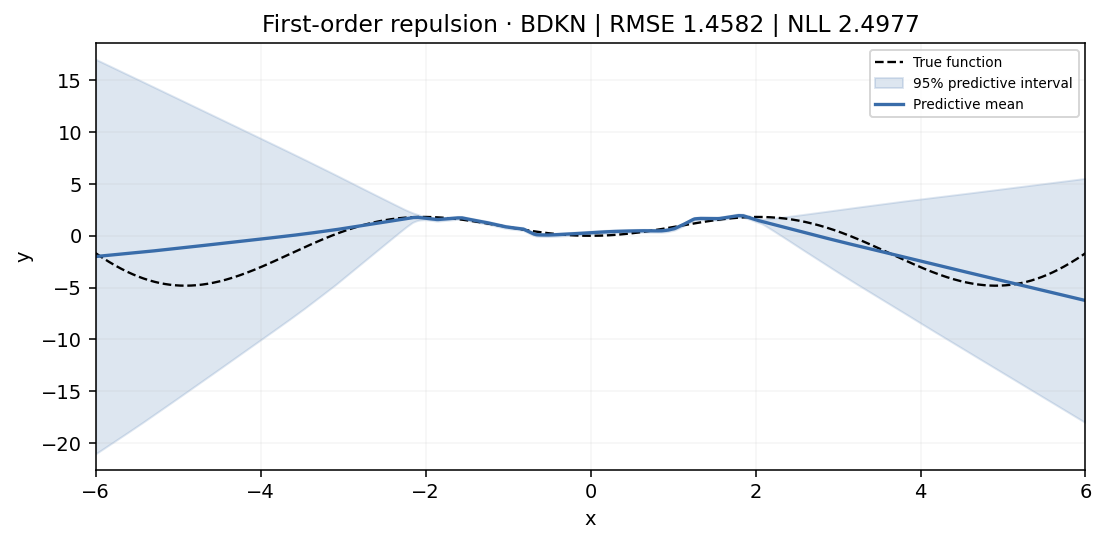 First-order repulsion · BDKN | RMSE 1.4582 | NLL 2.4977
True function
95% predictive interval
Predictive mean
15
10
5
0
−5
−10
−15
−20
y
−6 −4 −2 0 2 4 6
x